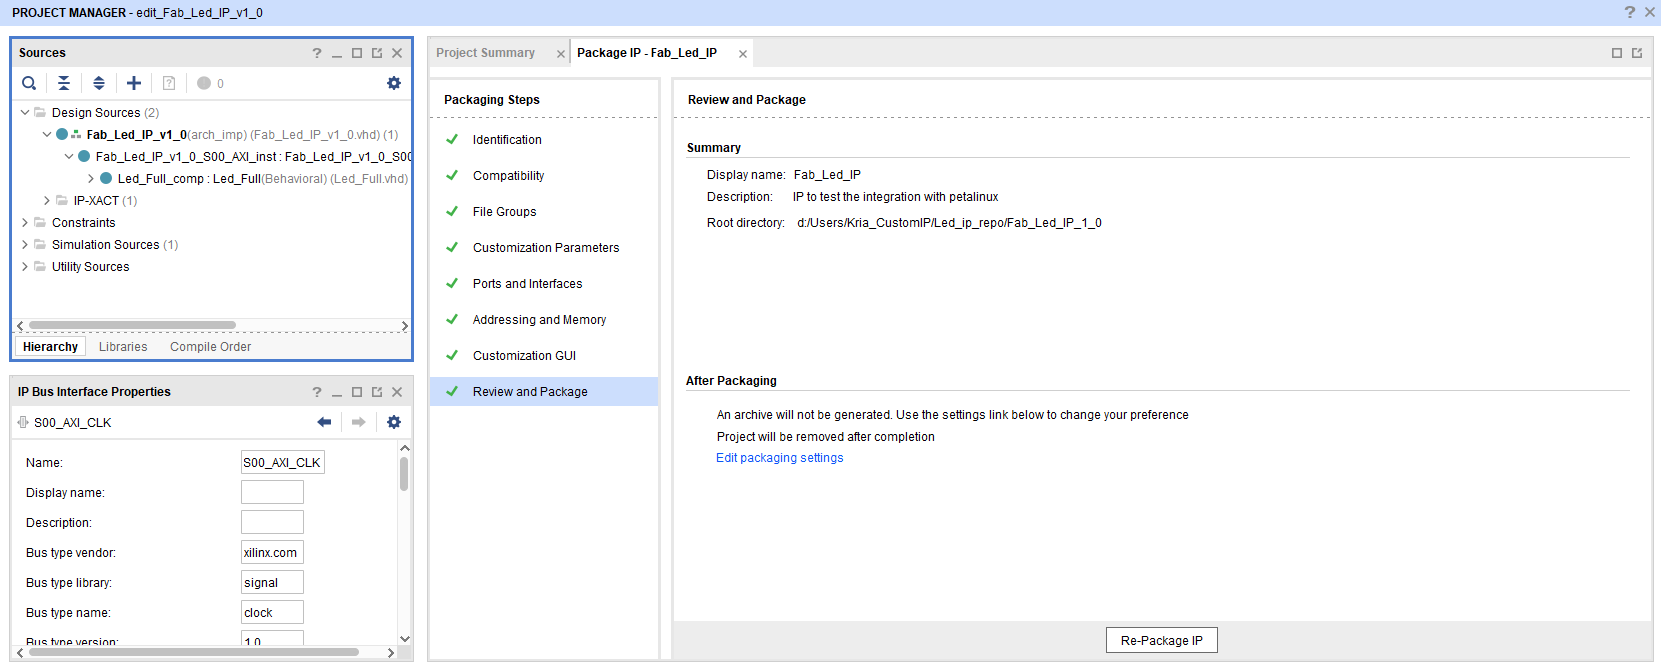 PROJECT MANAGER - edit_Fab_Led_IP_v1_0
Sources
0
Design Sources (2)
Fab_Led_IP_v1_0(arch_imp) (Fab_Led_IP_v1_0.vhd) (1)
Fab_Led_IP_v1_0_S00_AXI_inst : Fab_Led_IP_v1_0_S00
Led_Full_comp : Led_Full(Behavioral) (Led_Full.vhd)
IP-XACT (1)
Constraints
Simulation Sources (1)
Utility Sources
Hierarchy Libraries Compile Order
IP Bus Interface Properties
S00_AXI_CLK
Name: S00_AXI_CLK
Display name:
Description:
Bus type vendor: xilinx.com
Bus type library: signal
Bus type name: clock
Bus type version: 1.0
Project Summary Package IP - Fab_Led_IP
Packaging Steps
Identification
Compatibility
File Groups
Customization Parameters
Ports and Interfaces
Addressing and Memory
Customization GUI
Review and Package
Review and Package
Summary
Display name: Fab_Led_IP
Description: IP to test the integration with petalinux
Root directory: d:/Users/Kria_CustomIP/Led_ip_repo/Fab_Led_IP_1_0
After Packaging
An archive will not be generated. Use the settings link below to change your preference
Project will be removed after completion
Edit packaging settings
Re-Package IP